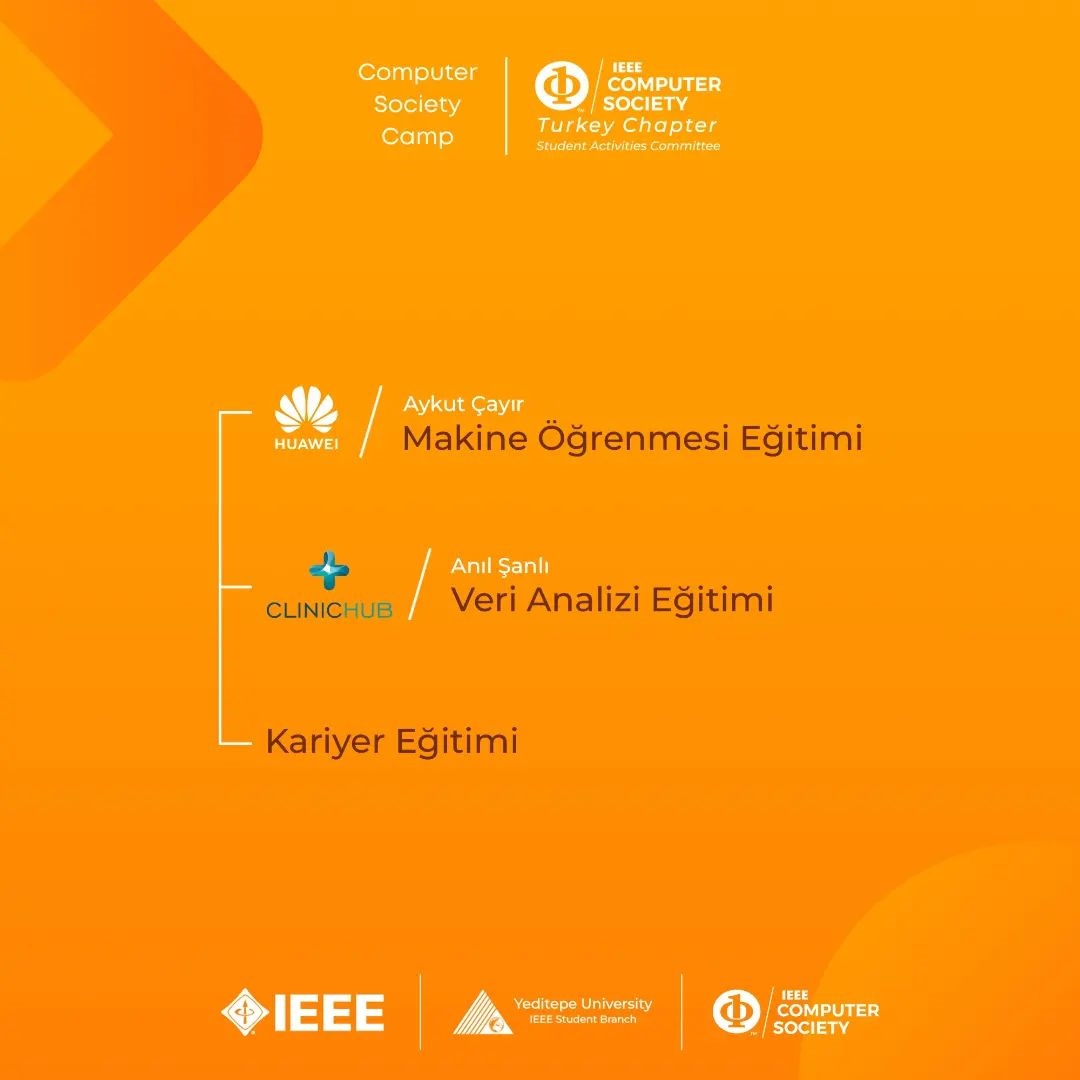 Computer
Society
Camp
IEEE
COMPUTER
SOCIETY
Turkey Chapter
Student Activities Committee
HUAWEI
Aykut Çayır
Makine Öğrenmesi Eğitimi
CLINICHUB
Anıl Şanlı
Veri Analizi Eğitimi
Kariyer Eğitimi
IEEE
Yeditepe University
IEEE Student Branch
IEEE
COMPUTER
SOCIETY